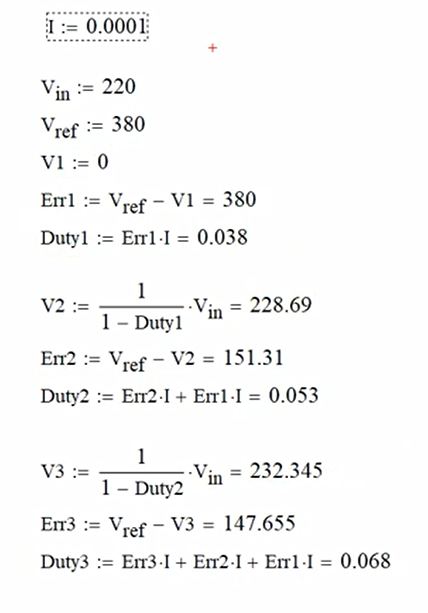 I := 0.0001
V_in := 220
V_ref := 380
V1 := 0
Err1 := V_ref − V1 = 380
Duty1 := Err1·I = 0.038
V2 := 1/(1 − Duty1)·V_in = 228.69
Err2 := V_ref − V2 = 151.31
Duty2 := Err2·I + Err1·I = 0.053
V3 := 1/(1 − Duty2)·V_in = 232.345
Err3 := V_ref − V3 = 147.655
Duty3 := Err3·I + Err2·I + Err1·I = 0.068